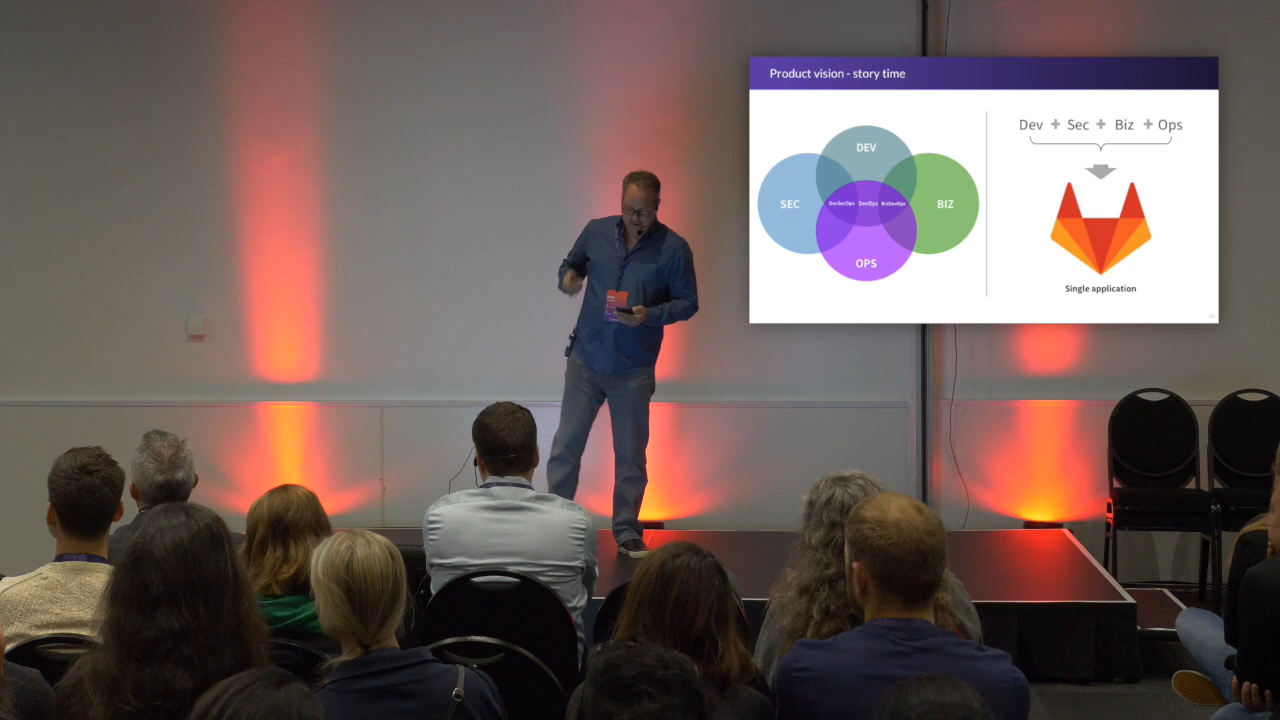 Product vision - story time
DEV
SEC
DevSecOps
DevOps
BizDevOps
BIZ
OPS
Dev + Sec + Biz + Ops
Single application